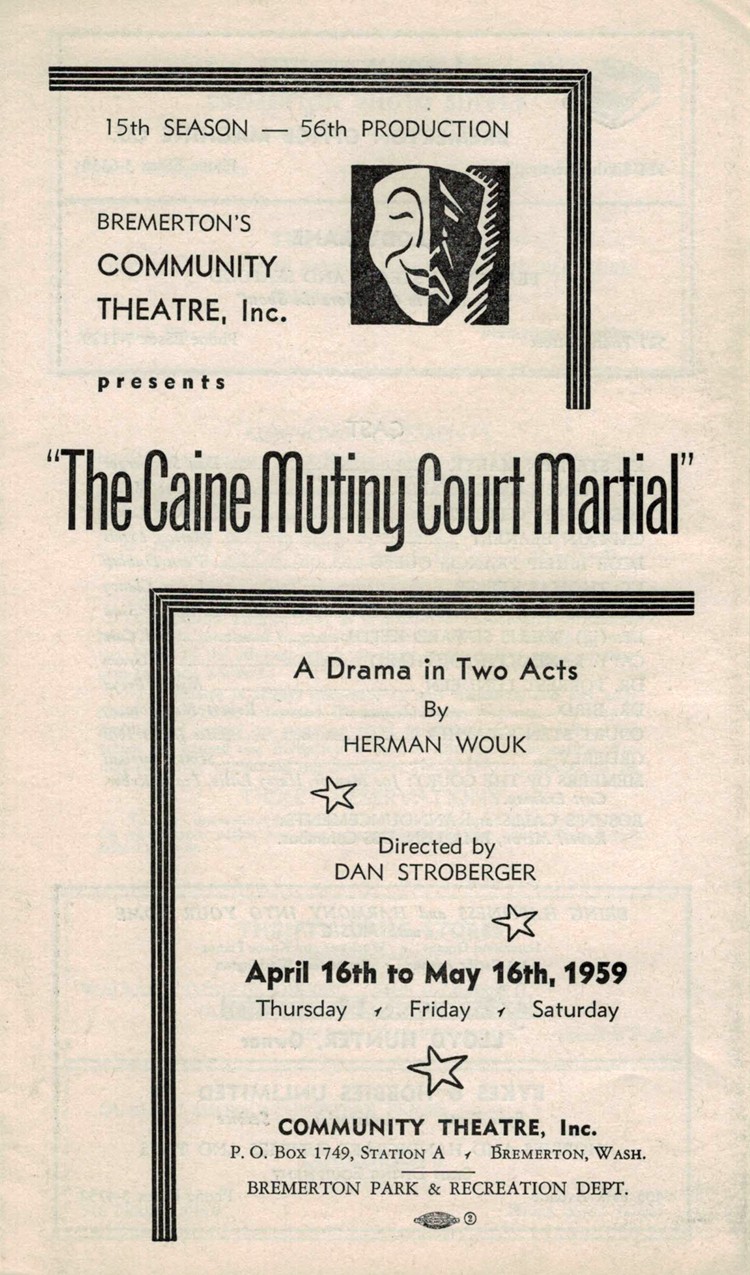 15th SEASON — 56th PRODUCTION
BREMERTON'S
COMMUNITY
THEATRE, Inc.
presents
"The Caine Mutiny Court Martial"
A Drama in Two Acts
By
HERMAN WOUK
Directed by
DAN STROBERGER
April 16th to May 16th, 1959
Thursday , Friday , Saturday
COMMUNITY THEATRE, Inc.
P. O. Box 1749, Station A , Bremerton, Wash.
BREMERTON PARK & RECREATION DEPT.